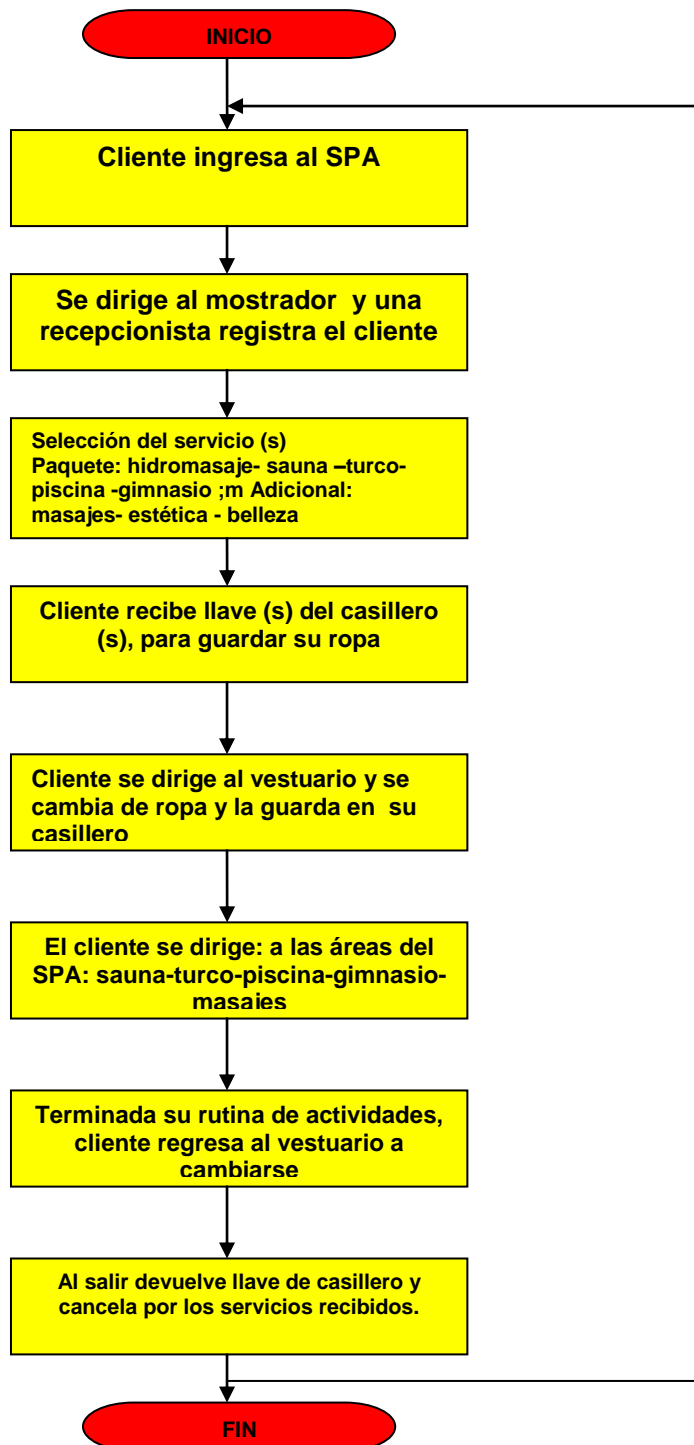 INICIO
Cliente ingresa al SPA
Se dirige al mostrador y una
recepcionista registra el cliente
Selección del servicio (s)
Paquete: hidromasaje- sauna –turco-
piscina -gimnasio ;m Adicional:
masajes- estética - belleza
Cliente recibe llave (s) del casillero
(s), para guardar su ropa
Cliente se dirige al vestuario y se
cambia de ropa y la guarda en su
casillero
El cliente se dirige: a las áreas del
SPA: sauna-turco-piscina-gimnasio-
masajes
Terminada su rutina de actividades,
cliente regresa al vestuario a
cambiarse
Al salir devuelve llave de casillero y
cancela por los servicios recibidos.
FIN